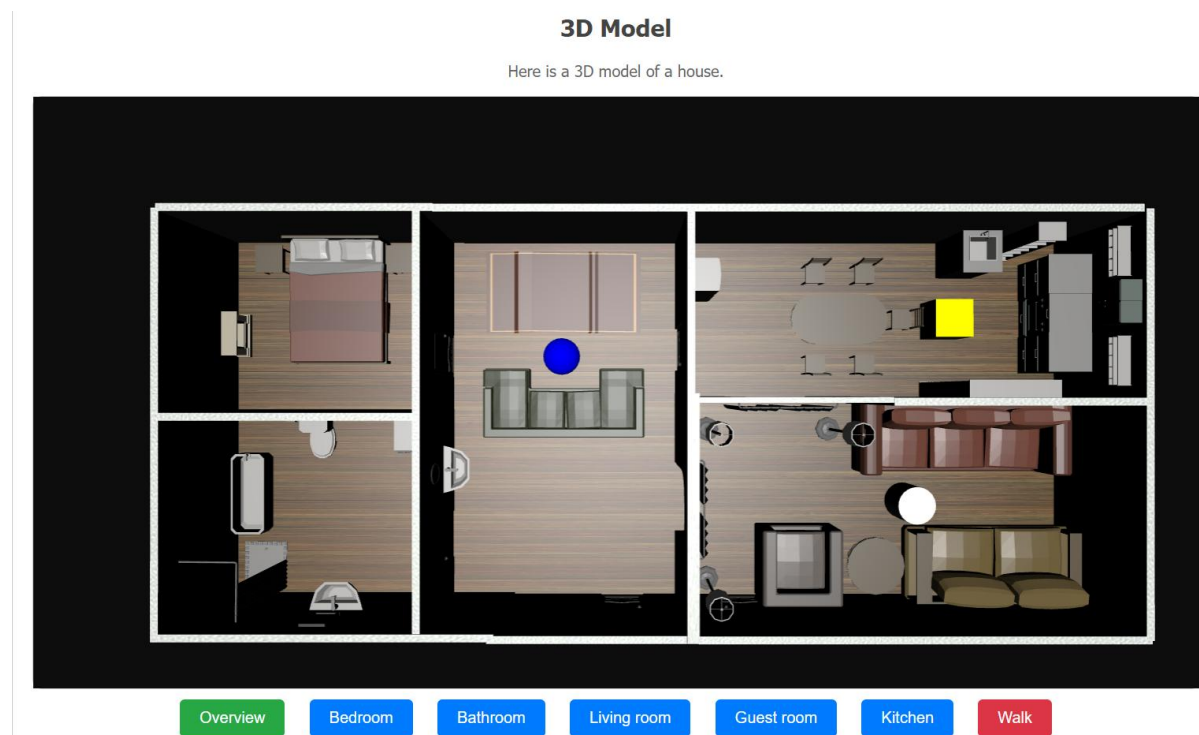 3D Model
Here is a 3D model of a house.
Overview Bedroom Bathroom Living room Guest room Kitchen Walk